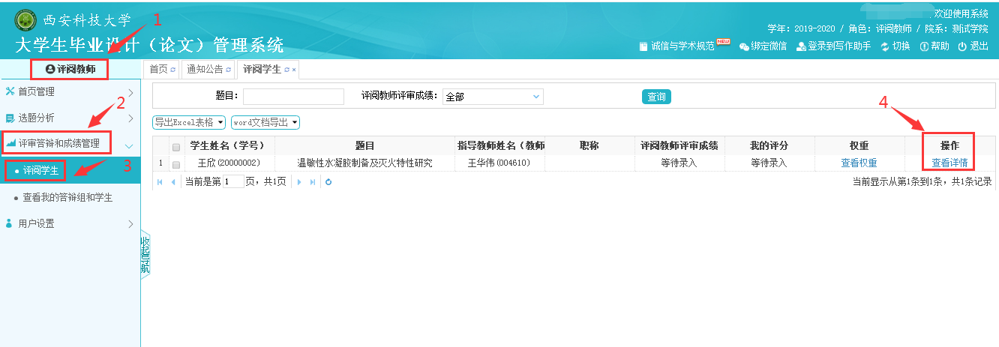 西安科技大学
1
欢迎使用系统
大学生毕业设计（论文）管理系统
学年：2019-2020 / 角色：评阅教师 / 院系：测试学院
诚信与学术规范 NEW 绑定微信 登录到写作助手 切换 帮助 退出
评阅教师
首页 通知公告 评阅学生
首页管理
2
选题分析
评审答辩和成绩管理
3
评阅学生
查看我的答辩组和学生
用户设置
收起导航
题目： 评阅教师评审成绩： 全部 查询
4
导出Excel表格 word文档导出
学生姓名（学号） 题目 指导教师姓名（教师 职称 评阅教师评审成绩 我的评分 权重 操作
1 王欣(20000002) 温敏性水凝胶制备及灭火特性研究 王华伟(004610) 等待录入 等待录入 查看权重 查看详情
当前是第 1 页，共1页 当前显示从第1条到1条，共1条记录